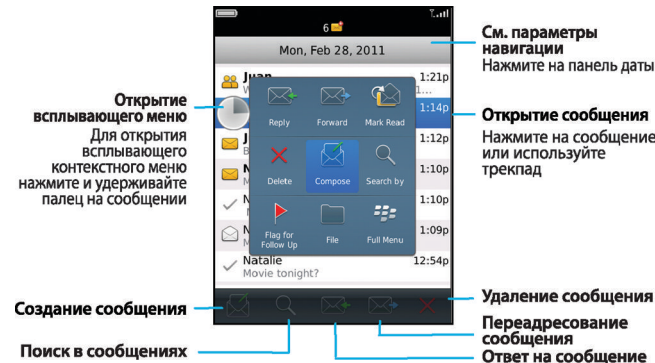 6
Mon, Feb 28, 2011
Juan
1:21p
1...
1:14p
1:12p
1:10p
1:10p
1:09p
Natalie
12:54p
Movie tonight?
Reply
Forward
Mark Read
Delete
Compose
Search by
Flag for
Follow Up
File
Full Menu
Открытие
всплывающего меню
Для открытия
всплывающего
контекстного меню
нажмите и удерживайте
палец на сообщении
Создание сообщения
Поиск в сообщениях
См. параметры
навигации
Нажмите на панель даты
Открытие сообщения
Нажмите на сообщение
или используйте
трекпад
Удаление сообщения
Переадресование
сообщения
Ответ на сообщение